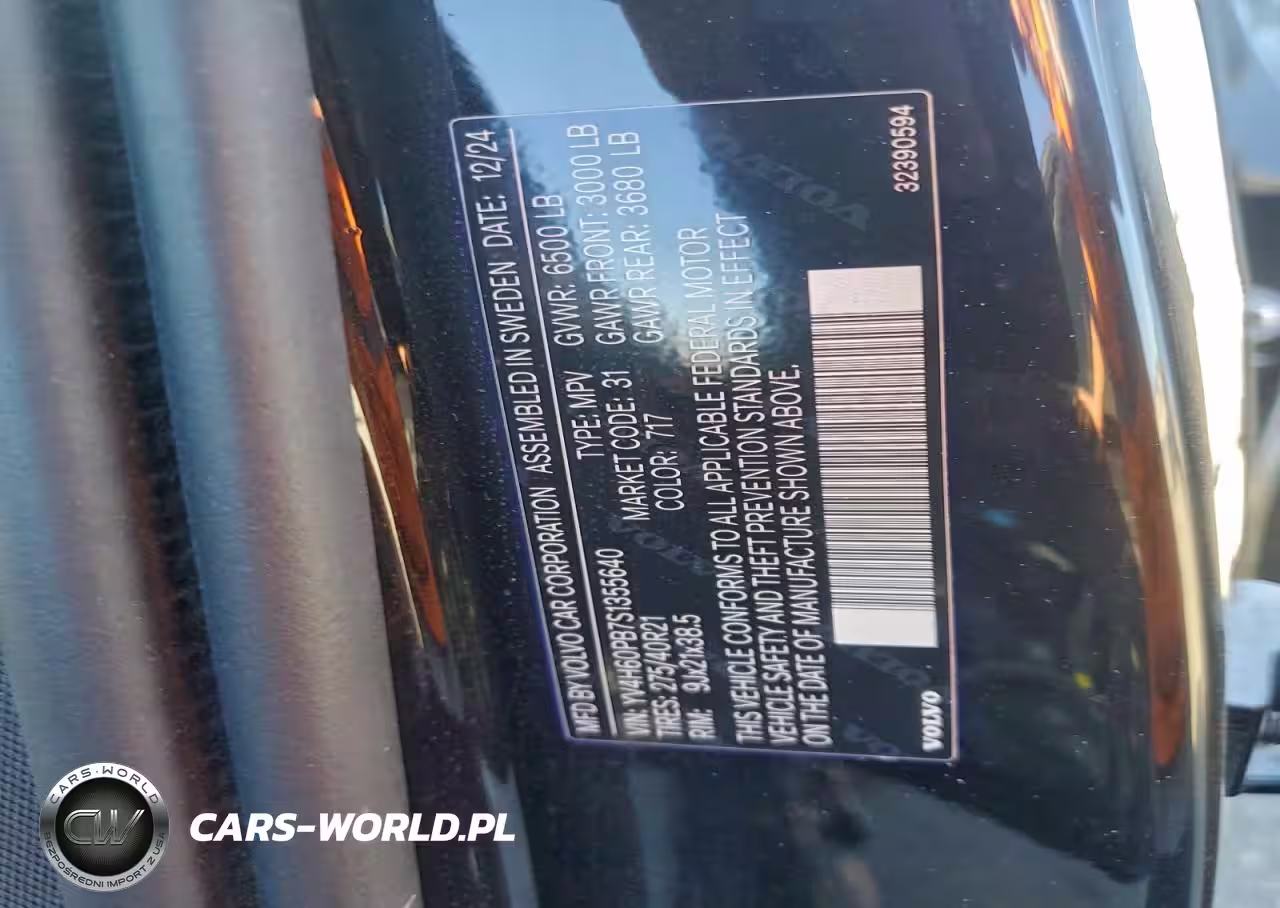 MFD BY VOLVO CAR CORPORATION ASSEMBLED IN SWEDEN DATE: 12/24
VIN: YV4H60PB7S1355640 TYPE: MPV GVWR: 6500 LB
TIRES: 275/40R21 MARKET CODE: 31 GAWR FRONT: 3000 LB
RIM: 9Jx21x38.5 COLOR: 717 GAWR REAR: 3680 LB
THIS VEHICLE CONFORMS TO ALL APPLICABLE FEDERAL MOTOR
VEHICLE SAFETY AND THEFT PREVENTION STANDARDS IN EFFECT
ON THE DATE OF MANUFACTURE SHOWN ABOVE.
VOLVO
32390594
CARS-WORLD
CW
BEZPOŚREDNI IMPORT Z USA
CARS-WORLD.PL